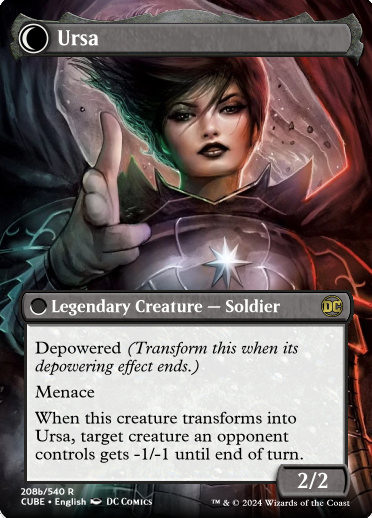 Ursa
Legendary Creature — Soldier
DC
Depowered (Transform this when its
depowering effect ends.)
Menace
When this creature transforms into
Ursa, target creature an opponent
controls gets -1/-1 until end of turn.
2/2
208b/540 R
CUBE • English DC Comics
™ & © 2024 Wizards of the Coast